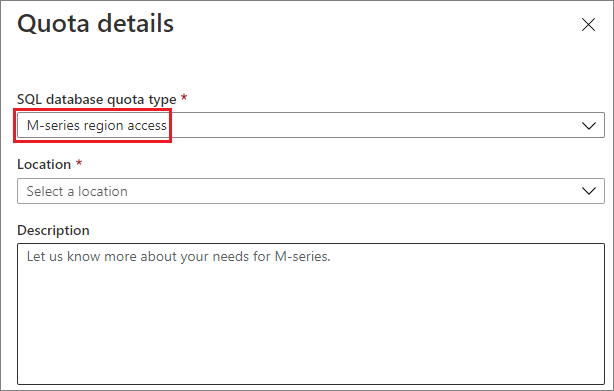 Quota details
SQL database quota type *
M-series region access
Location *
Select a location
Description
Let us know more about your needs for M-series.